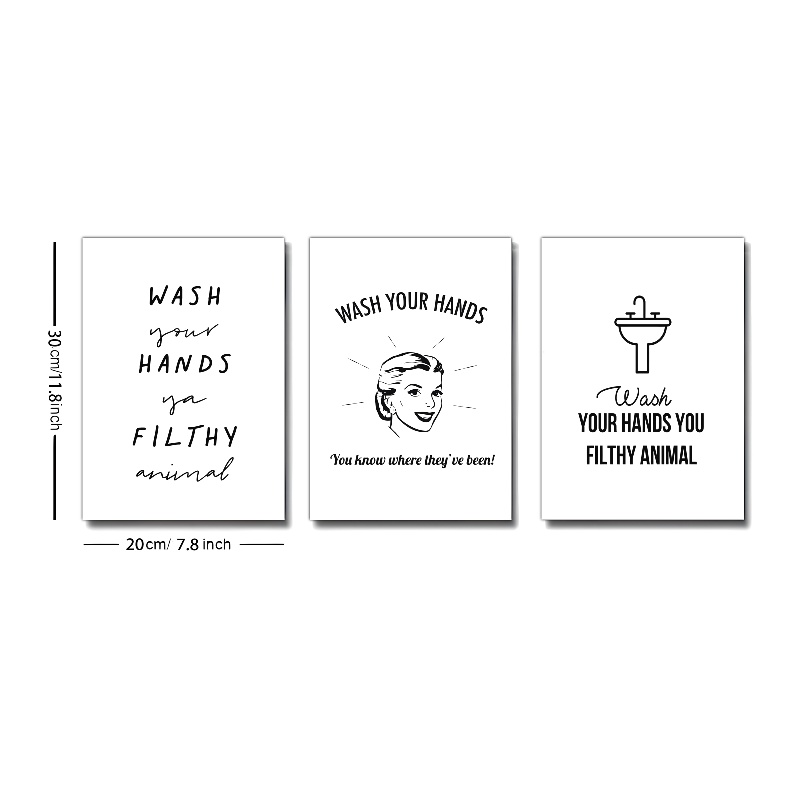 30cm/11.8inch
WASH
your
HANDS
ya
FILTHY
animal
20cm/ 7.8 inch
WASH YOUR HANDS
You know where they've been!
Wash
YOUR HANDS YOU
FILTHY ANIMAL